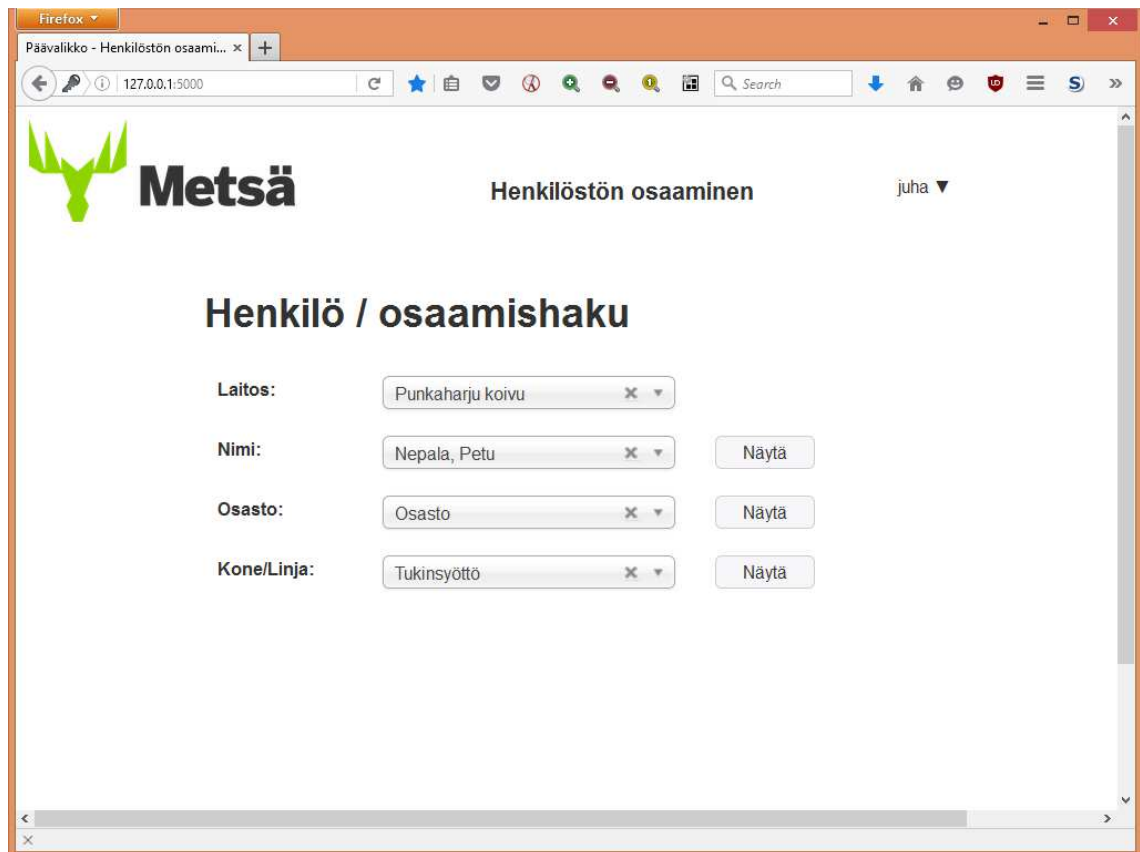 Firefox
Päävalikko - Henkilöstön osaami...
127.0.0.1:5000
Search
Metsä
Henkilöstön osaaminen
juha ▼
Henkilö / osaamishaku
Laitos: Punkaharju koivu
Nimi: Nepala, Petu Näytä
Osasto: Osasto Näytä
Kone/Linja: Tukinsyöttö Näytä